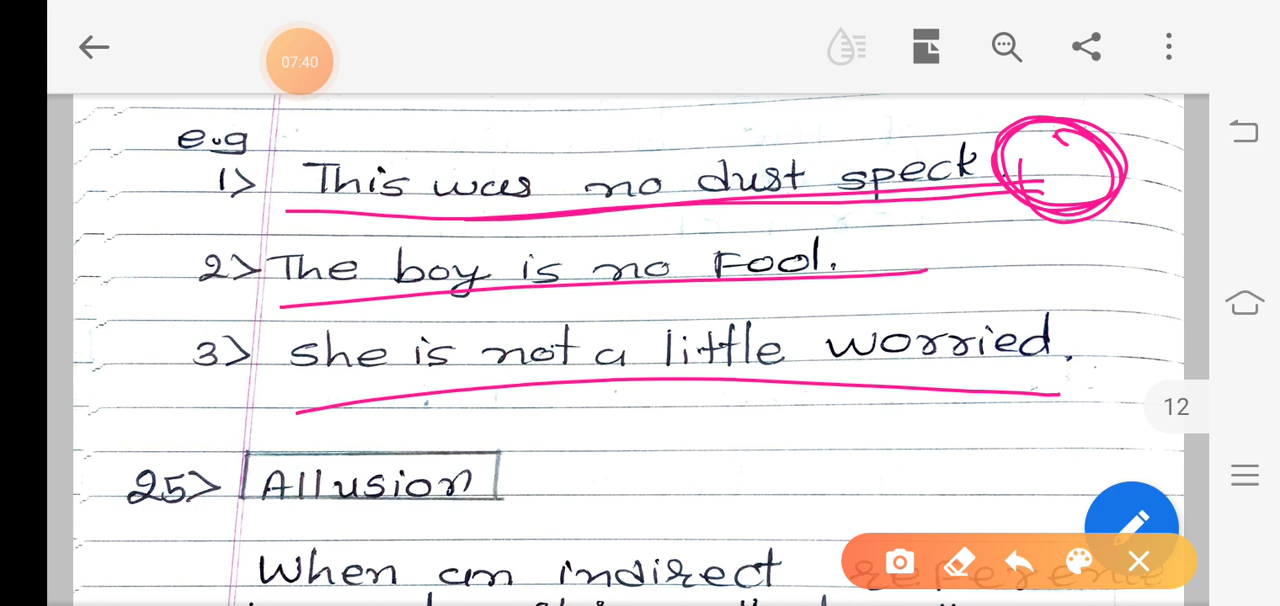 07:40
e.g
1> This was no dust speck.
2> The boy is no Fool.
3> she is not a little worried.
12
25> Allusion
When an indirect reference